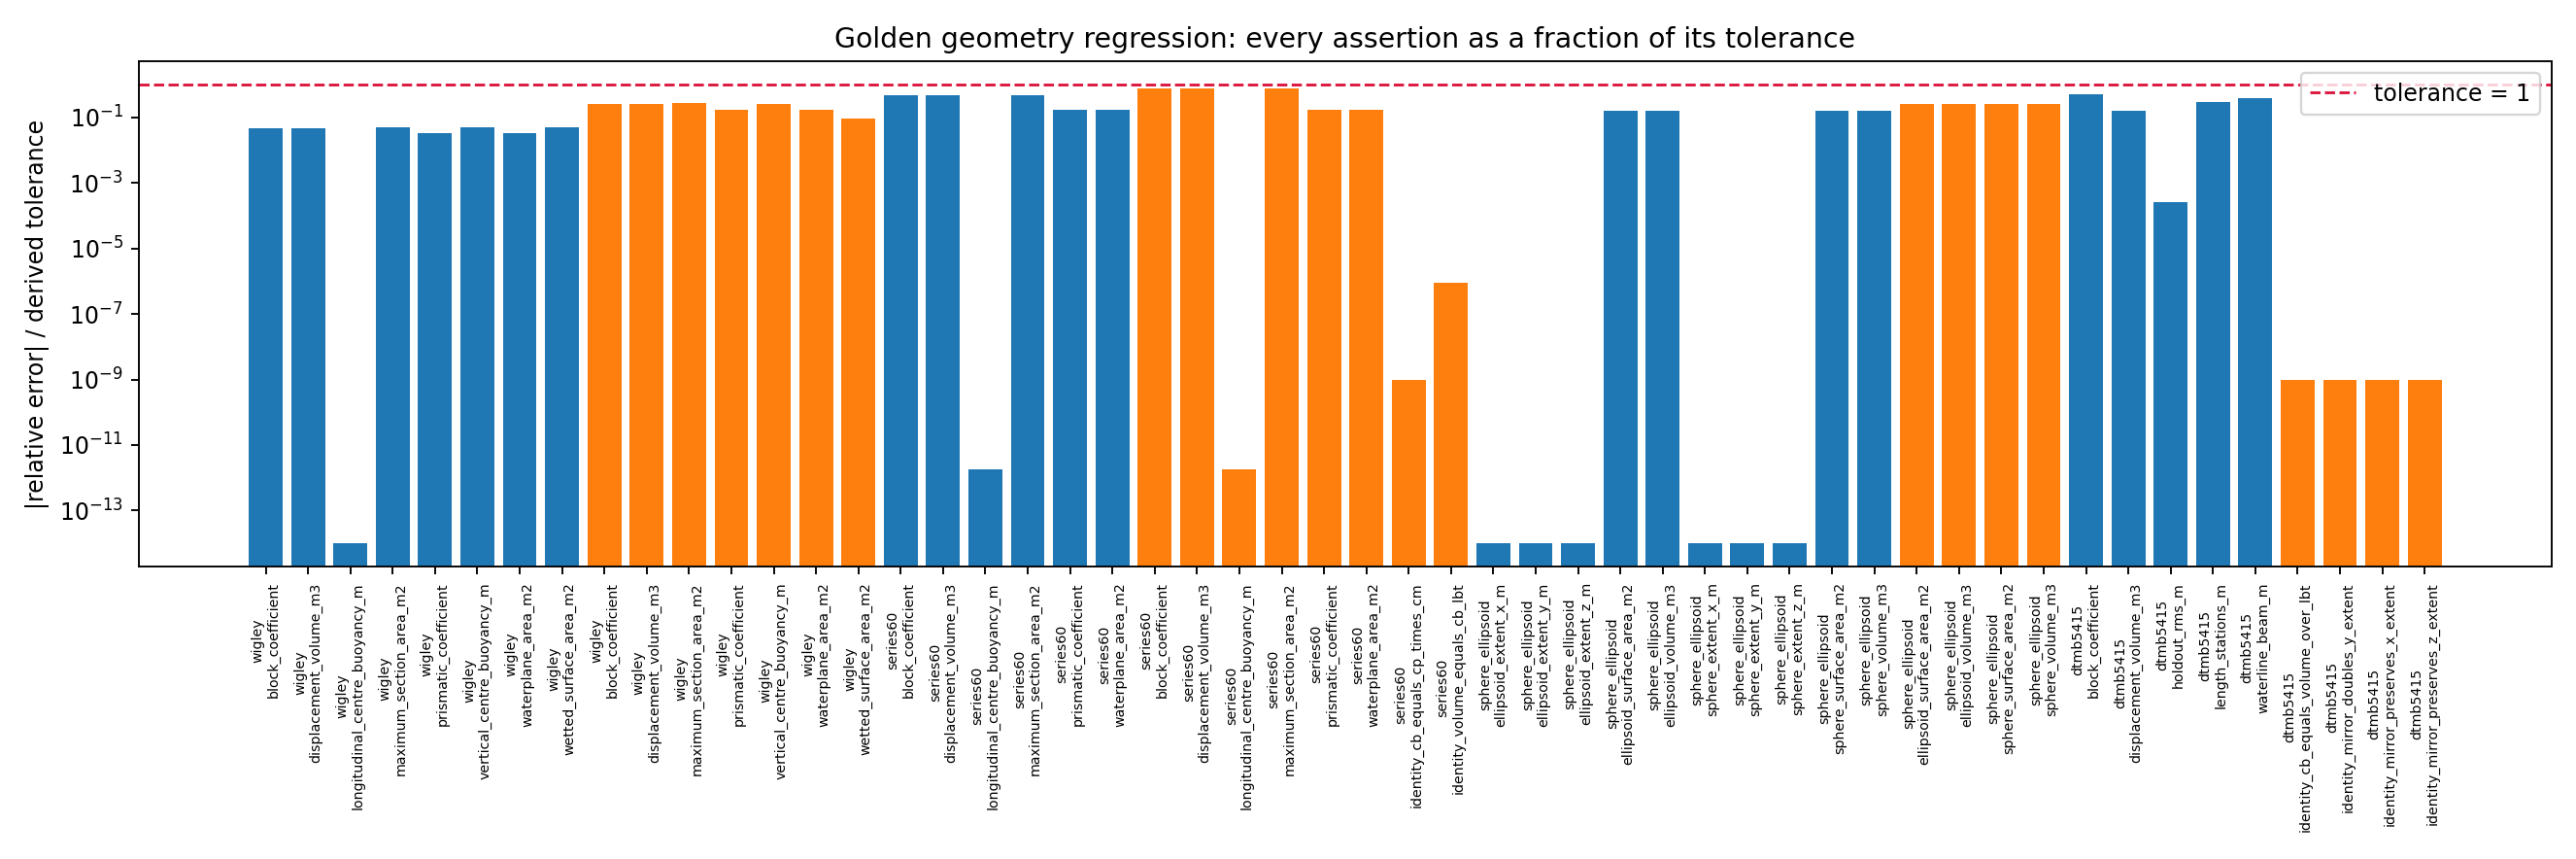 Golden geometry regression: every assertion as a fraction of its tolerance
|relative error| / derived tolerance
10⁻¹
10⁻³
10⁻⁵
10⁻⁷
10⁻⁹
10⁻¹¹
10⁻¹³
tolerance = 1
wigley
block_coefficient
wigley
displacement_volume_m3
wigley
longitudinal_centre_buoyancy_m
wigley
maximum_section_area_m2
wigley
prismatic_coefficient
wigley
vertical_centre_buoyancy_m
wigley
waterplane_area_m2
wigley
wetted_surface_area_m2
wigley
block_coefficient
wigley
displacement_volume_m3
wigley
maximum_section_area_m2
wigley
prismatic_coefficient
wigley
vertical_centre_buoyancy_m
wigley
waterplane_area_m2
wigley
wetted_surface_area_m2
series60
block_coefficient
series60
displacement_volume_m3
series60
longitudinal_centre_buoyancy_m
series60
maximum_section_area_m2
series60
prismatic_coefficient
series60
waterplane_area_m2
series60
block_coefficient
series60
displacement_volume_m3
series60
longitudinal_centre_buoyancy_m
series60
maximum_section_area_m2
series60
prismatic_coefficient
series60
waterplane_area_m2
series60
identity_cb_equals_cp_times_cm
series60
identity_volume_equals_cb_lbt
sphere_ellipsoid
ellipsoid_extent_x_m
sphere_ellipsoid
ellipsoid_extent_y_m
sphere_ellipsoid
ellipsoid_extent_z_m
sphere_ellipsoid
ellipsoid_surface_area_m2
sphere_ellipsoid
ellipsoid_volume_m3
sphere_ellipsoid
sphere_extent_x_m
sphere_ellipsoid
sphere_extent_y_m
sphere_ellipsoid
sphere_extent_z_m
sphere_ellipsoid
sphere_surface_area_m2
sphere_ellipsoid
sphere_volume_m3
sphere_ellipsoid
ellipsoid_surface_area_m2
sphere_ellipsoid
ellipsoid_volume_m3
sphere_ellipsoid
sphere_surface_area_m2
sphere_ellipsoid
sphere_volume_m3
dtmb5415
block_coefficient
dtmb5415
displacement_volume_m3
dtmb5415
holdout_rms_m
dtmb5415
length_stations_m
dtmb5415
waterline_beam_m
dtmb5415
identity_cb_equals_volume_over_lbt
dtmb5415
identity_mirror_doubles_y_extent
dtmb5415
identity_mirror_preserves_x_extent
dtmb5415
identity_mirror_preserves_z_extent